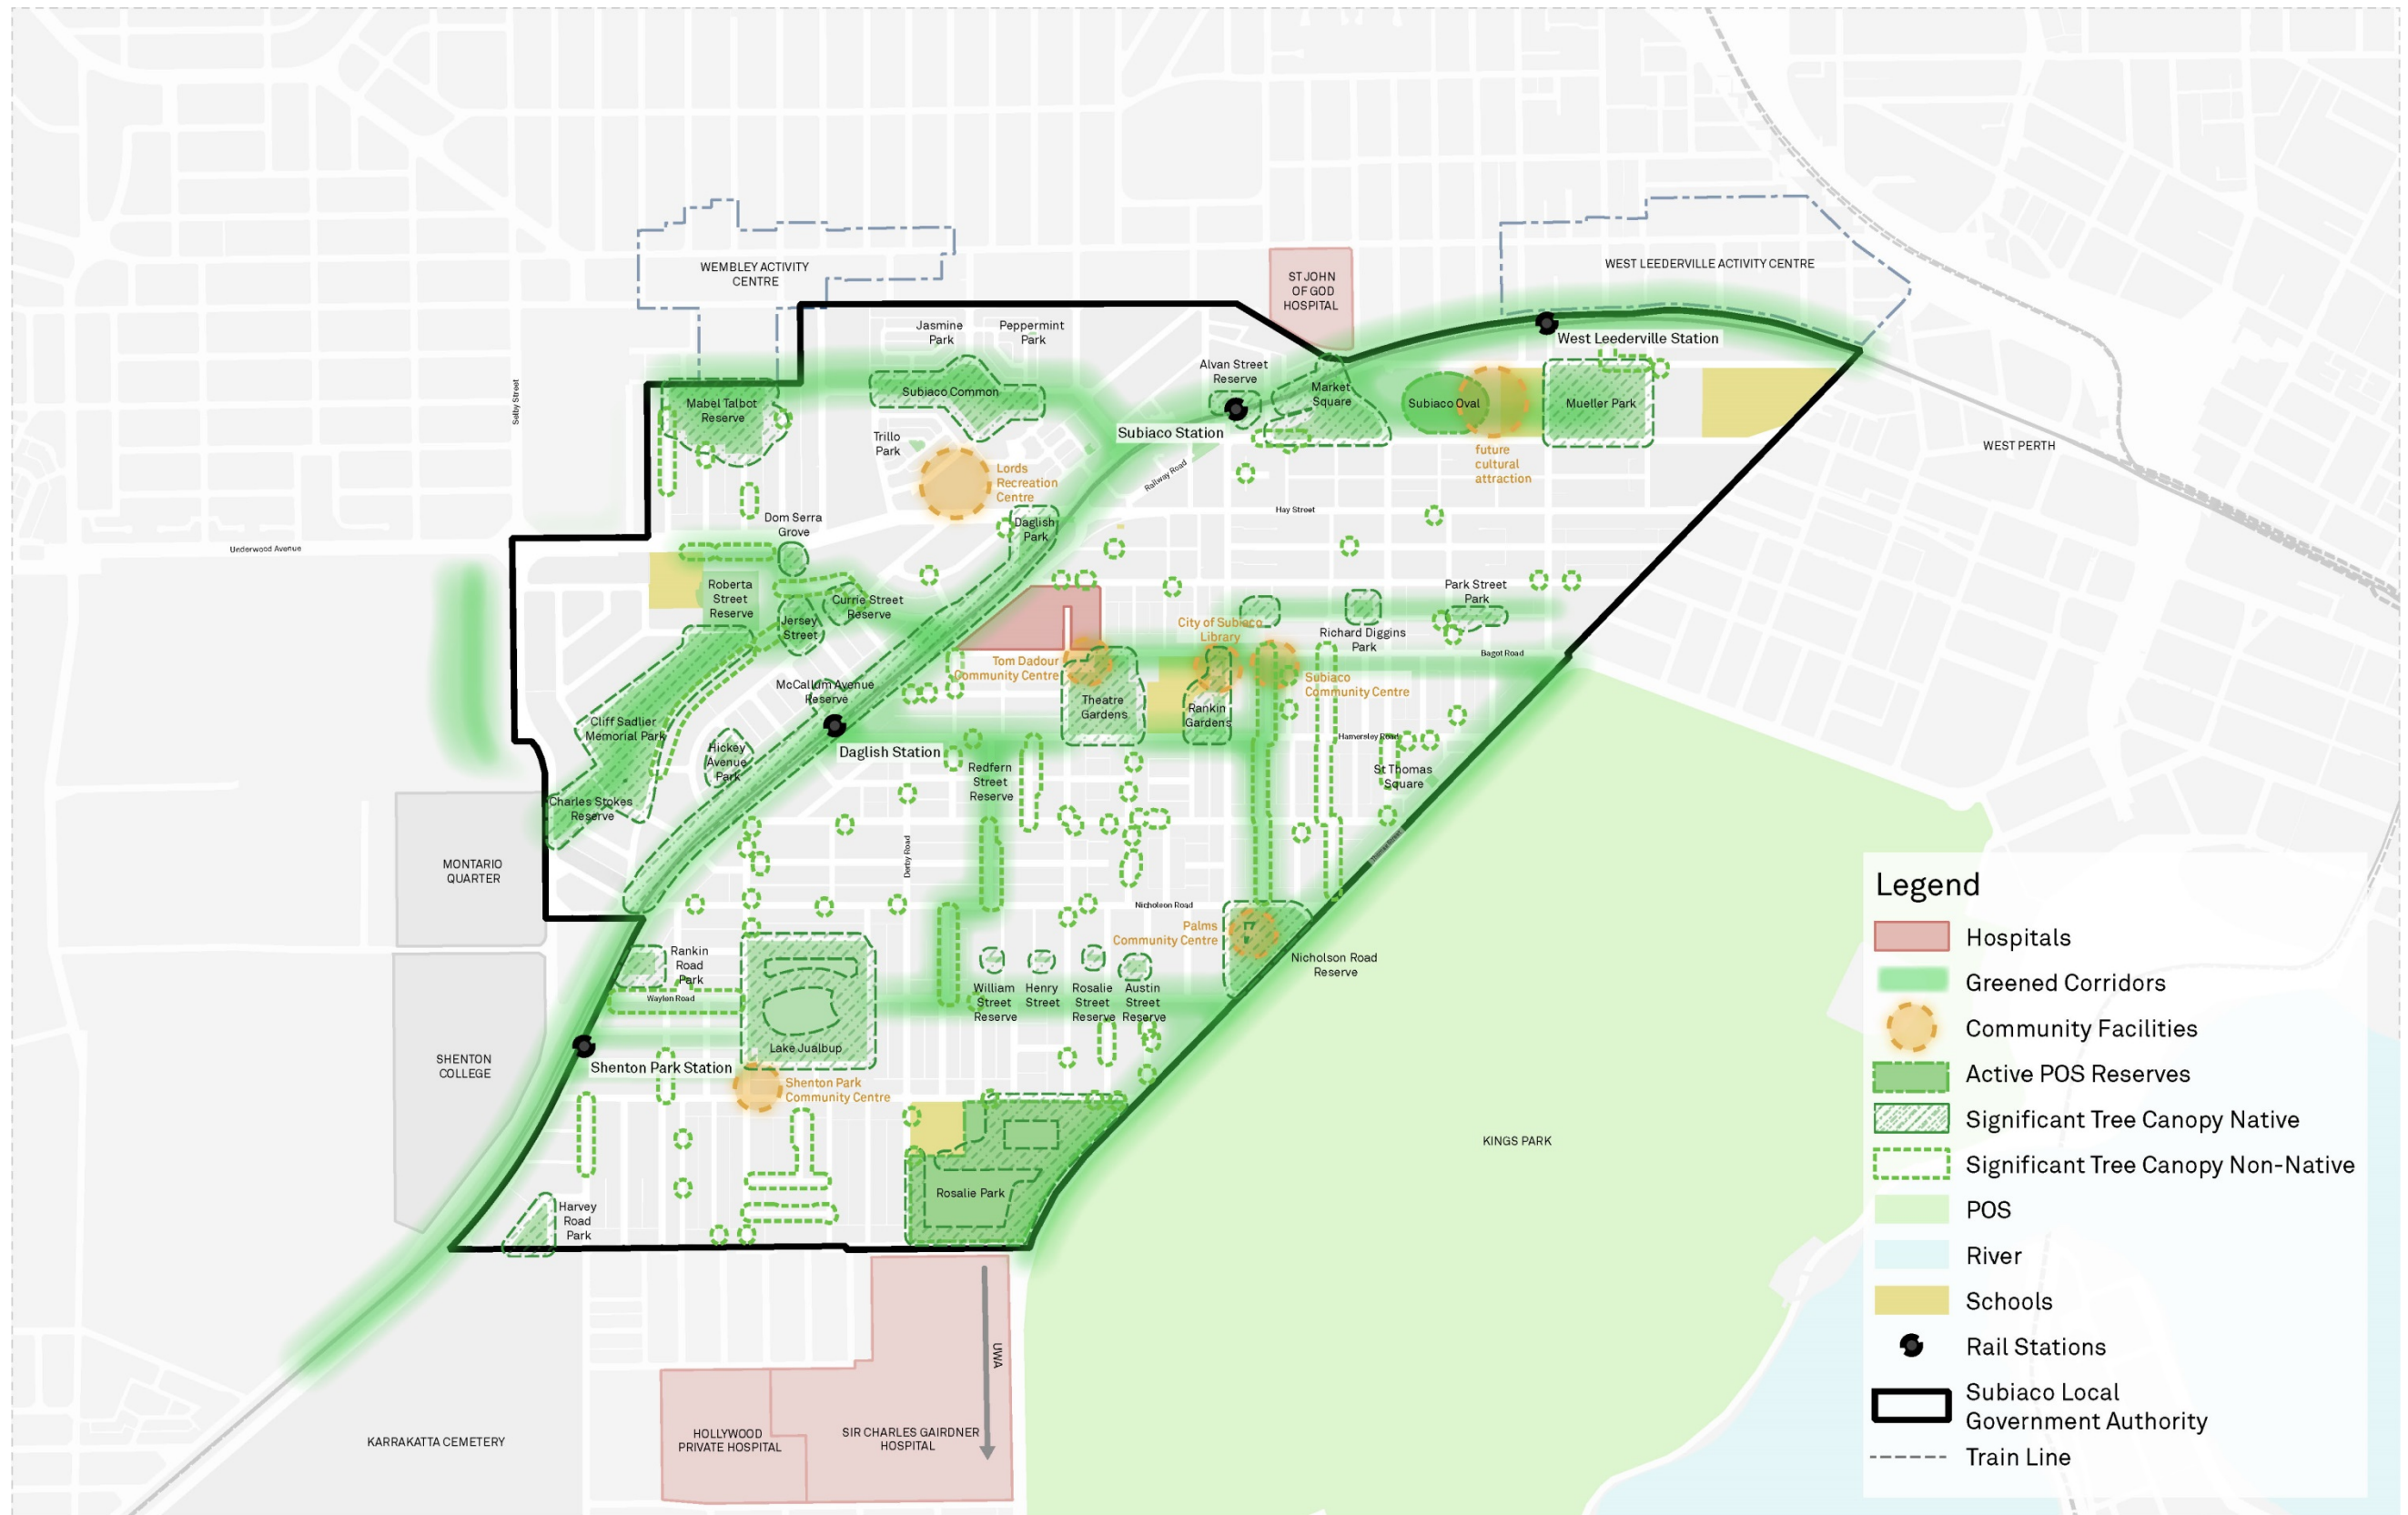 WEMBLEY ACTIVITY
CENTRE
ST JOHN
OF GOD
HOSPITAL
WEST LEEDERVILLE ACTIVITY CENTRE
Jasmine
Park
Peppermint
Park
West Leederville Station
Alvan Street
Reserve
Selby Street
Mabel Talbot
Reserve
Subiaco Common
Market
Square
Subiaco Oval
Mueller Park
Trillo
Park
Subiaco Station
WEST PERTH
Lords
Recreation
Centre
Railway Road
future
cultural
attraction
Hay Street
Dom Serra
Grove
Daglish
Park
Underwood Avenue
Roberta
Street
Reserve
Currie Street
Reserve
Jersey
Street
Park Street
Park
City of Subiaco
Library
Richard Diggins
Park
Bagot Road
Tom Dadour
Community Centre
Subiaco
Community Centre
McCallum Avenue
Reserve
Theatre
Gardens
Rankin
Gardens
Cliff Sadlier
Memorial Park
Hickey
Avenue
Park
Daglish Station
Hamersley Road
Redfern
Street
Reserve
St Thomas
Square
Charles Stokes
Reserve
Thomas Street
Derby Road
MONTARIO
QUARTER
Nicholson Road
Palms
Community Centre
Rankin
Road
Park
Nicholson Road
Reserve
Waylen Road
William
Street
Reserve
Henry
Street
Rosalie
Street
Reserve
Austin
Street
Reserve
Lake Jualbup
SHENTON
COLLEGE
Shenton Park Station
Shenton Park
Community Centre
KINGS PARK
Rosalie Park
Harvey
Road
Park
UWA
KARRAKATTA CEMETERY
HOLLYWOOD
PRIVATE HOSPITAL
SIR CHARLES GAIRDNER
HOSPITAL
Legend
Hospitals
Greened Corridors
Community Facilities
Active POS Reserves
Significant Tree Canopy Native
Significant Tree Canopy Non-Native
POS
River
Schools
Rail Stations
Subiaco Local
Government Authority
Train Line